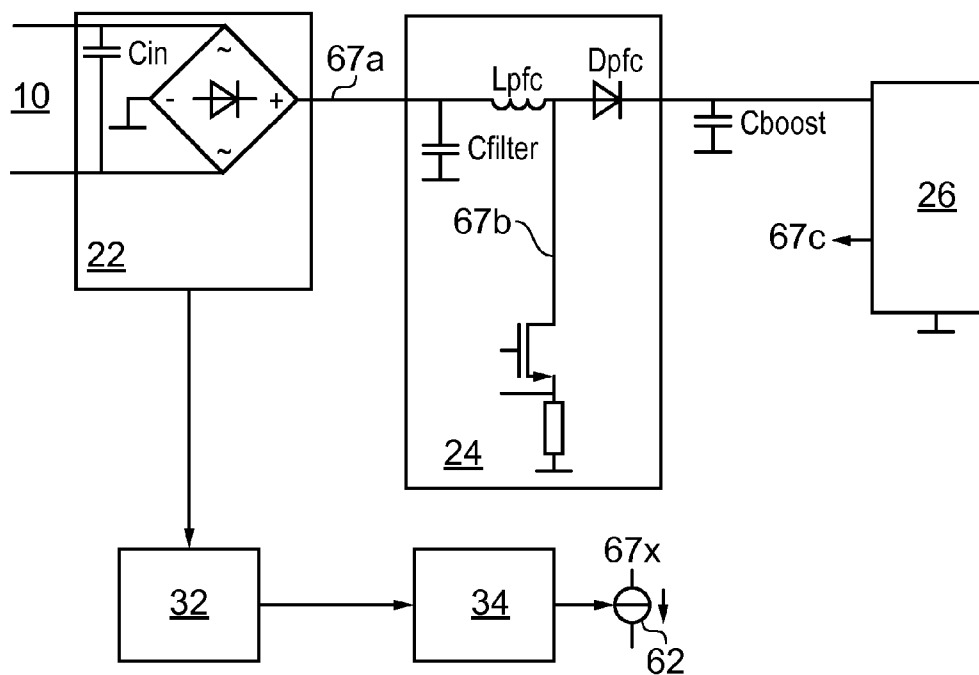 67a
Lpfc
Dpfc
~
Cin
10
-
+
~
Cfilter
Cboost
26
22
67b
67c
24
67x
32
34
62